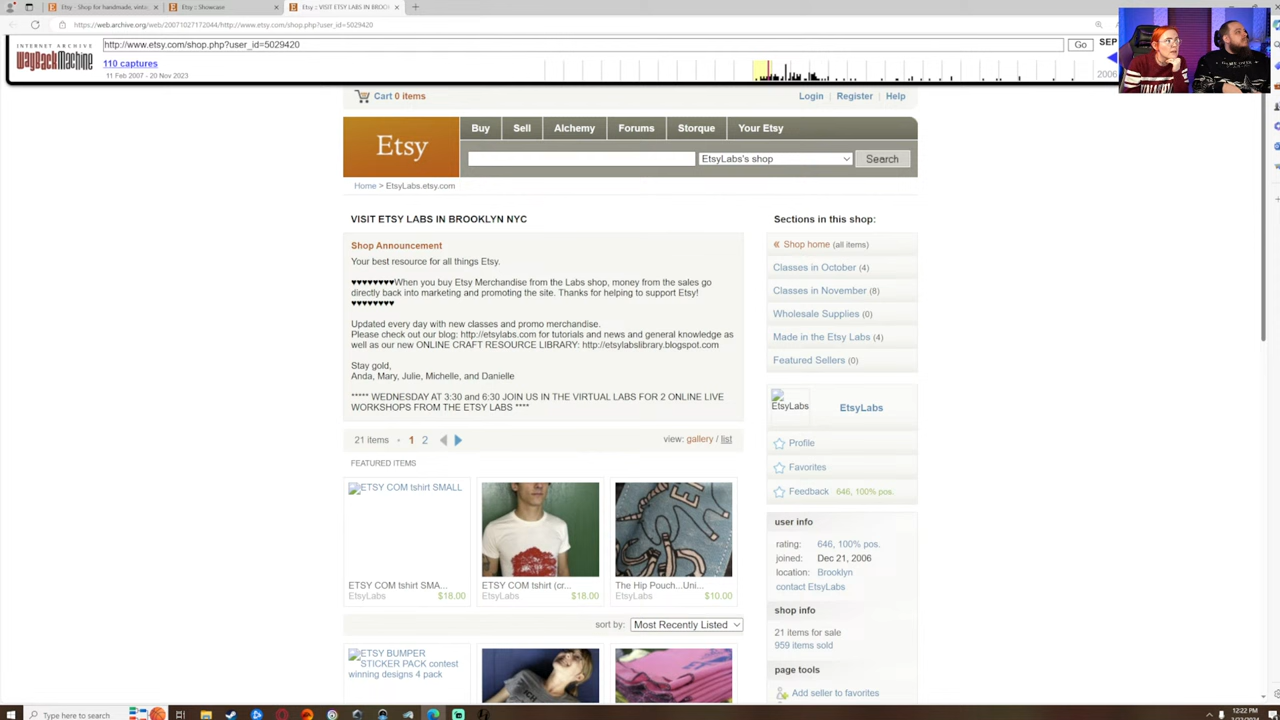 Etsy - Shop for handmade, vinta
Etsy :: Showcase
Etsy :: VISIT ETSY LABS IN BROO
https://web.archive.org/web/20071027172044/http://www.etsy.com/shop.php?user_id=5029420
INTERNET ARCHIVE
WayBackMachine
http://www.etsy.com/shop.php?user_id=5029420
Go
SEP
110 captures
11 Feb 2007 - 20 Nov 2023
2006
Cart 0 items
Login | Register | Help
Etsy
Buy Sell Alchemy Forums Storque Your Etsy
EtsyLabs's shop
Search
Home > EtsyLabs.etsy.com
VISIT ETSY LABS IN BROOKLYN NYC
Shop Announcement
Your best resource for all things Etsy.
♥♥♥♥♥♥♥♥When you buy Etsy Merchandise from the Labs shop, money from the sales go
directly back into marketing and promoting the site. Thanks for helping to support Etsy!
♥♥♥♥♥♥♥♥
Updated every day with new classes and promo merchandise.
Please check out our blog: http://etsylabs.com for tutorials and news and general knowledge as
well as our new ONLINE CRAFT RESOURCE LIBRARY: http://etsylabslibrary.blogspot.com
Stay gold,
Anda, Mary, Julie, Michelle, and Danielle
***** WEDNESDAY AT 3:30 and 6:30 JOIN US IN THE VIRTUAL LABS FOR 2 ONLINE LIVE
WORKSHOPS FROM THE ETSY LABS ****
21 items • 1 2
view: gallery / list
FEATURED ITEMS
ETSY COM tshirt SMALL
ETSY COM tshirt SMA...
EtsyLabs $18.00
ETSY COM tshirt (cr...
EtsyLabs $18.00
The Hip Pouch...Uni...
EtsyLabs $10.00
sort by: Most Recently Listed
ETSY BUMPER
STICKER PACK contest
winning designs 4 pack
Sections in this shop:
« Shop home (all items)
Classes in October (4)
Classes in November (8)
Wholesale Supplies (0)
Made in the Etsy Labs (4)
Featured Sellers (0)
EtsyLabs
EtsyLabs
Profile
Favorites
Feedback 646, 100% pos.
user info
rating: 646, 100% pos.
joined: Dec 21, 2006
location: Brooklyn
contact EtsyLabs
shop info
21 items for sale
959 items sold
page tools
Add seller to favorites
Type here to search
12:22 PM